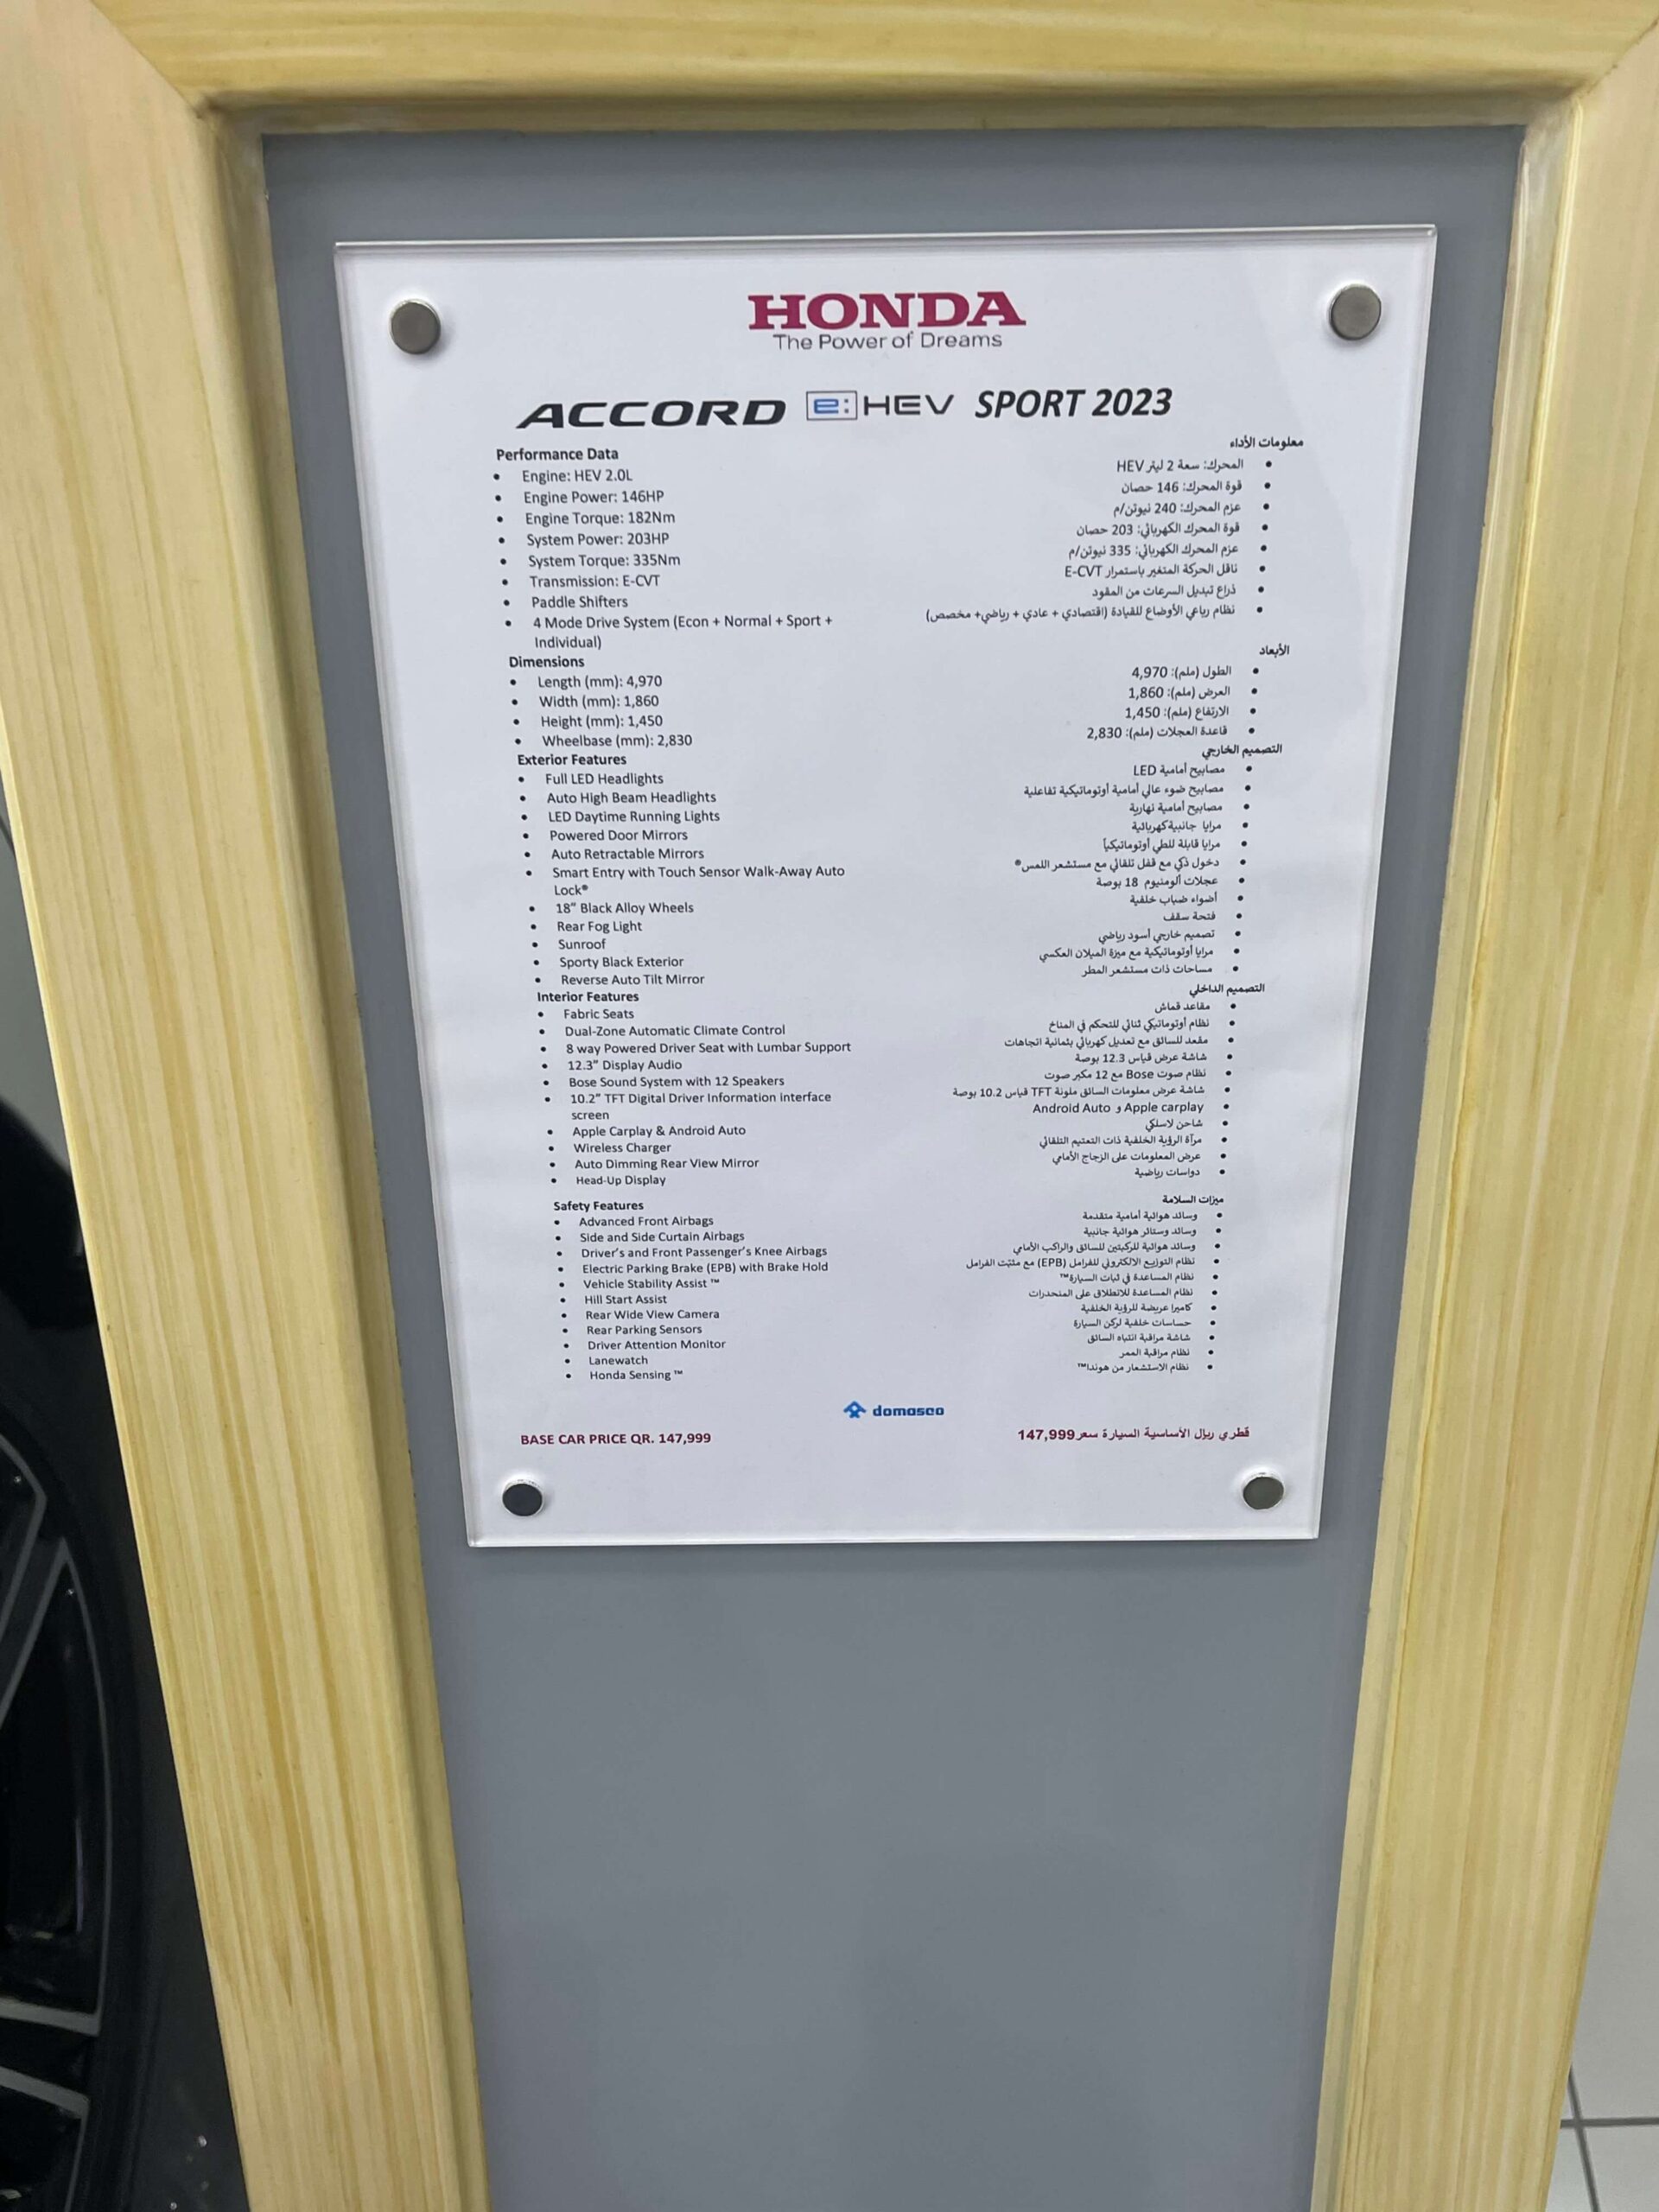 HONDA
The Power of Dreams
ACCORD e:HEV SPORT 2023
Performance Data
• Engine: HEV 2.0L
• Engine Power: 146HP
• Engine Torque: 182Nm
• System Power: 203HP
• System Torque: 335Nm
• Transmission: E-CVT
• Paddle Shifters
• 4 Mode Drive System (Econ + Normal + Sport +
Individual)
Dimensions
• Length (mm): 4,970
• Width (mm): 1,860
• Height (mm): 1,450
• Wheelbase (mm): 2,830
Exterior Features
• Full LED Headlights
• Auto High Beam Headlights
• LED Daytime Running Lights
• Powered Door Mirrors
• Auto Retractable Mirrors
• Smart Entry with Touch Sensor Walk-Away Auto
Lock®
• 18” Black Alloy Wheels
• Rear Fog Light
• Sunroof
• Sporty Black Exterior
• Reverse Auto Tilt Mirror
Interior Features
• Fabric Seats
• Dual-Zone Automatic Climate Control
• 8 way Powered Driver Seat with Lumbar Support
• 12.3” Display Audio
• Bose Sound System with 12 Speakers
• 10.2” TFT Digital Driver Information interface
screen
• Apple Carplay & Android Auto
• Wireless Charger
• Auto Dimming Rear View Mirror
• Head-Up Display
Safety Features
• Advanced Front Airbags
• Side and Side Curtain Airbags
• Driver’s and Front Passenger’s Knee Airbags
• Electric Parking Brake (EPB) with Brake Hold
• Vehicle Stability Assist ™
• Hill Start Assist
• Rear Wide View Camera
• Rear Parking Sensors
• Driver Attention Monitor
• Lanewatch
• Honda Sensing ™
معلومات الأداء
• المحرك: سعة 2 ليتر HEV
• قوة المحرك: 146 حصان
• عزم المحرك: 240 نيوتن/م
• قوة المحرك الكهربائي: 203 حصان
• عزم المحرك الكهربائي: 335 نيوتن/م
• ناقل الحركة المتغير باستمرار E-CVT
• ذراع تبديل السرعات من المقود
• نظام رباعي الأوضاع للقيادة (اقتصادي + عادي + رياضي+ مخصص)
الأبعاد
• الطول (ملم): 4,970
• العرض (ملم): 1,860
• الارتفاع (ملم): 1,450
• قاعدة العجلات (ملم): 2,830
التصميم الخارجي
• مصابيح أمامية LED
• مصابيح ضوء عالي أمامية أوتوماتيكية تفاعلية
• مصابيح أمامية نهارية
• مرايا جانبية كهربائية
• مرايا قابلة للطي أوتوماتيكياً
• دخول ذكي مع قفل تلقائي مع مستشعر اللمس®
• عجلات ألومنيوم 18 بوصة
• أضواء ضباب خلفية
• فتحة سقف
• تصميم خارجي أسود رياضي
• مرايا أوتوماتيكية مع ميزة الميلان العكسي
• مساحات ذات مستشعر المطر
التصميم الداخلي
• مقاعد قماش
• نظام أوتوماتيكي ثنائي للتحكم في المناخ
• مقعد للسائق مع تعديل كهربائي بثمانية اتجاهات
• شاشة عرض قياس 12.3 بوصة
• نظام صوت Bose مع 12 مكبر صوت
• شاشة عرض معلومات السائق ملونة TFT قياس 10.2 بوصة
• Apple carplay و Android Auto
• شاحن لاسلكي
• مرآة الرؤية الخلفية ذات التعتيم التلقائي
• عرض المعلومات على الزجاج الأمامي
• دواسات رياضية
ميزات السلامة
• وسائد هوائية أمامية متقدمة
• وسائد وستائر هوائية جانبية
• وسائد هوائية للركبتين للسائق والراكب الأمامي
• نظام التوزيع الالكتروني للفرامل (EPB) مع مثبّت الفرامل
• نظام المساعدة في ثبات السيارة™
• نظام المساعدة للانطلاق على المنحدرات
• كاميرا عريضة للرؤية الخلفية
• حساسات خلفية لركن السيارة
• شاشة مراقبة انتباه السائق
• نظام مراقبة الممر
• نظام الاستشعار من هوندا™
domasco
BASE CAR PRICE QR. 147,999
قطري ريال الأساسية السيارة سعر147,999